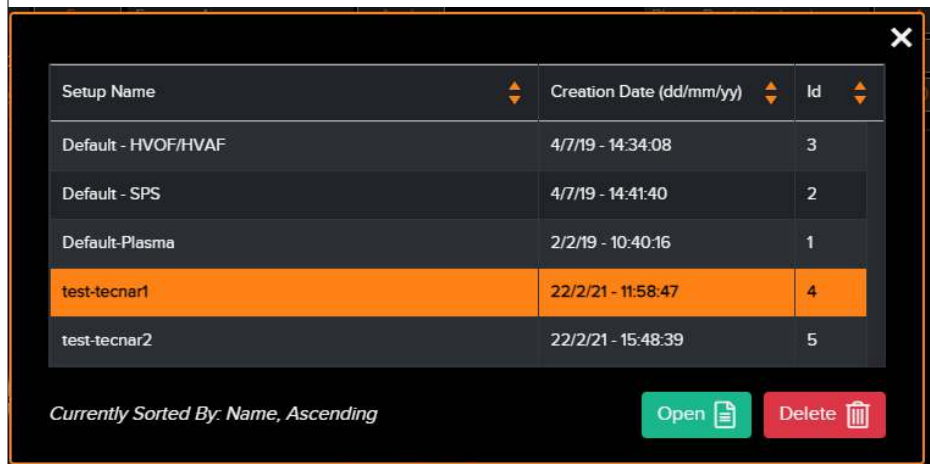 Setup Name Creation Date (dd/mm/yy) Id
Default - HVOF/HVAF 4/7/19 - 14:34:08 3
Default - SPS 4/7/19 - 14:41:40 2
Default-Plasma 2/2/19 - 10:40:16 1
test-tecnar1 22/2/21 - 11:58:47 4
test-tecnar2 22/2/21 - 15:48:39 5
Currently Sorted By: Name, Ascending Open Delete